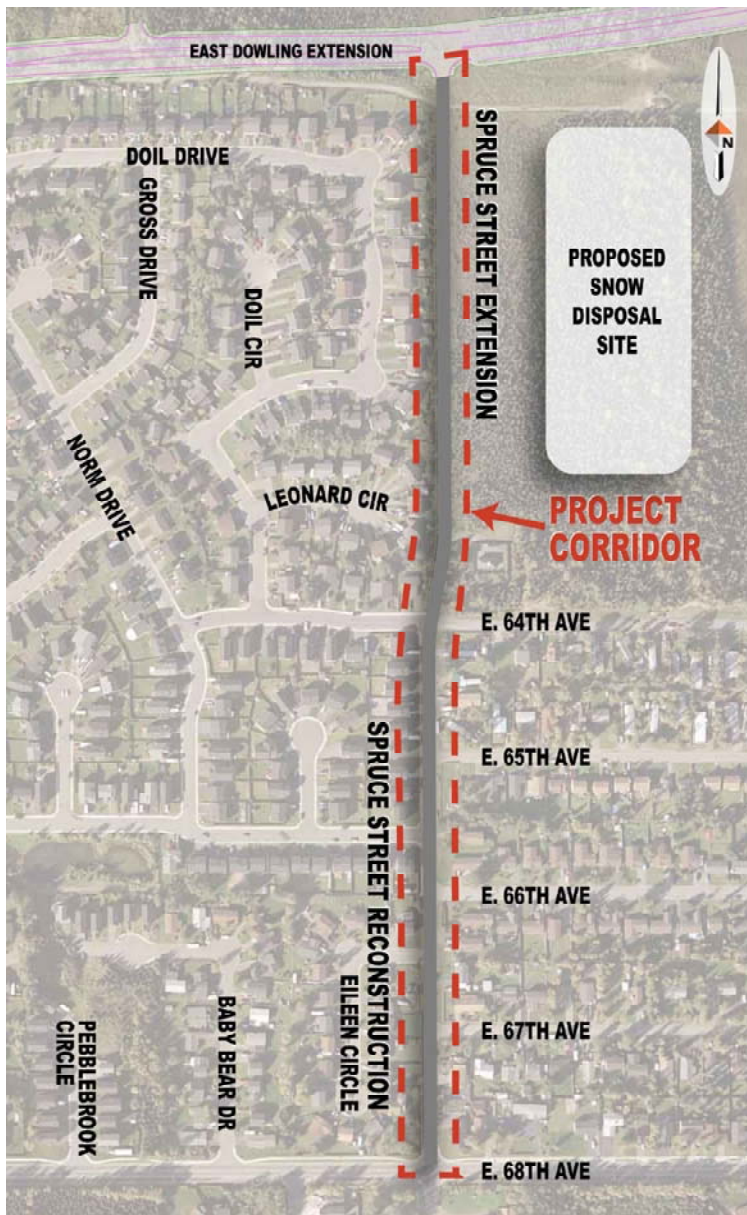 EAST DOWLING EXTENSION
N
DOIL DRIVE
GROSS DRIVE
DOIL CIR
SPRUCE STREET EXTENSION
PROPOSED
SNOW
DISPOSAL
SITE
NORM DRIVE
LEONARD CIR
PROJECT
CORRIDOR
E. 64TH AVE
E. 65TH AVE
SPRUCE STREET RECONSTRUCTION
E. 66TH AVE
EILEEN CIRCLE
BABY BEAR DR
PEBBLEBROOK
CIRCLE
E. 67TH AVE
E. 68TH AVE